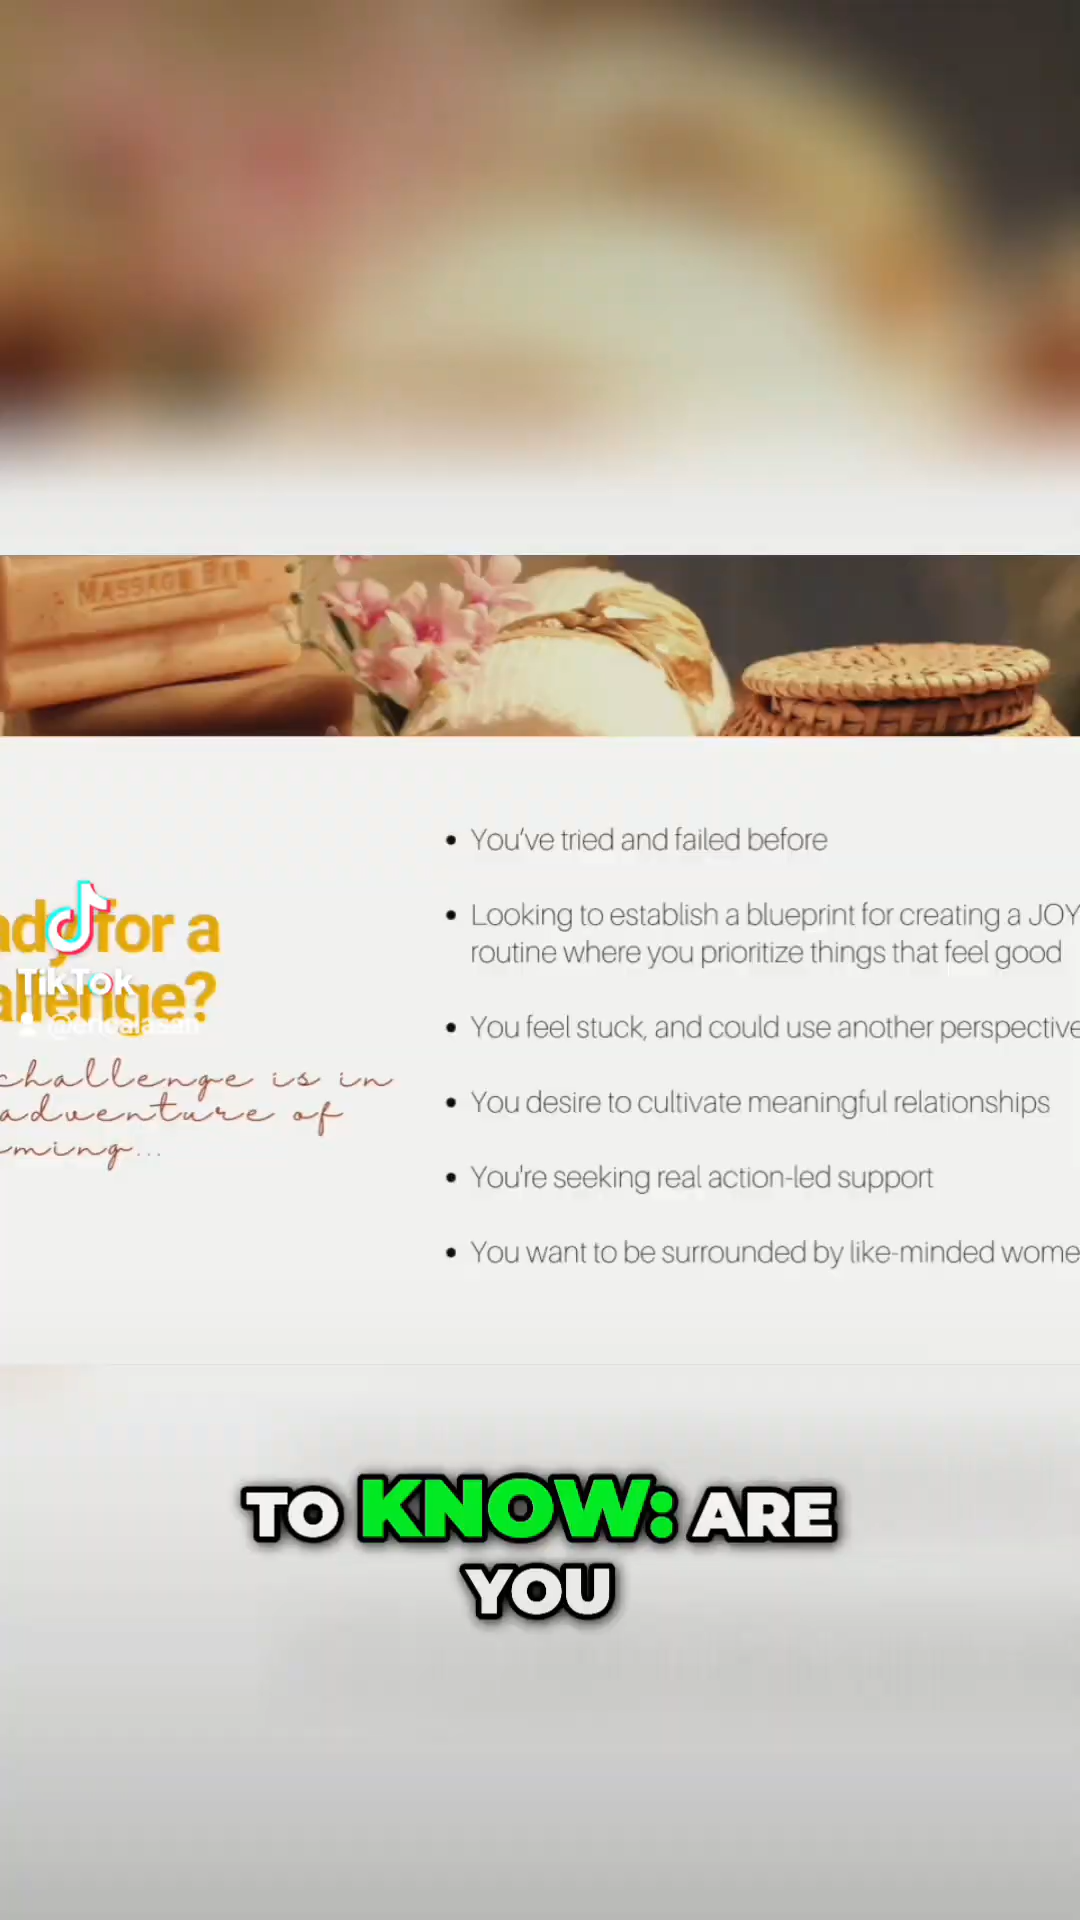 MASSAGE BAR
for a
allenge?
TikTok
challenge is in
adventure of
ming...
• You've tried and failed before
• Looking to establish a blueprint for creating a JOY
routine where you prioritize things that feel good
• You feel stuck, and could use another perspective
• You desire to cultivate meaningful relationships
• You're seeking real action-led support
• You want to be surrounded by like-minded wome
TO KNOW: ARE
YOU